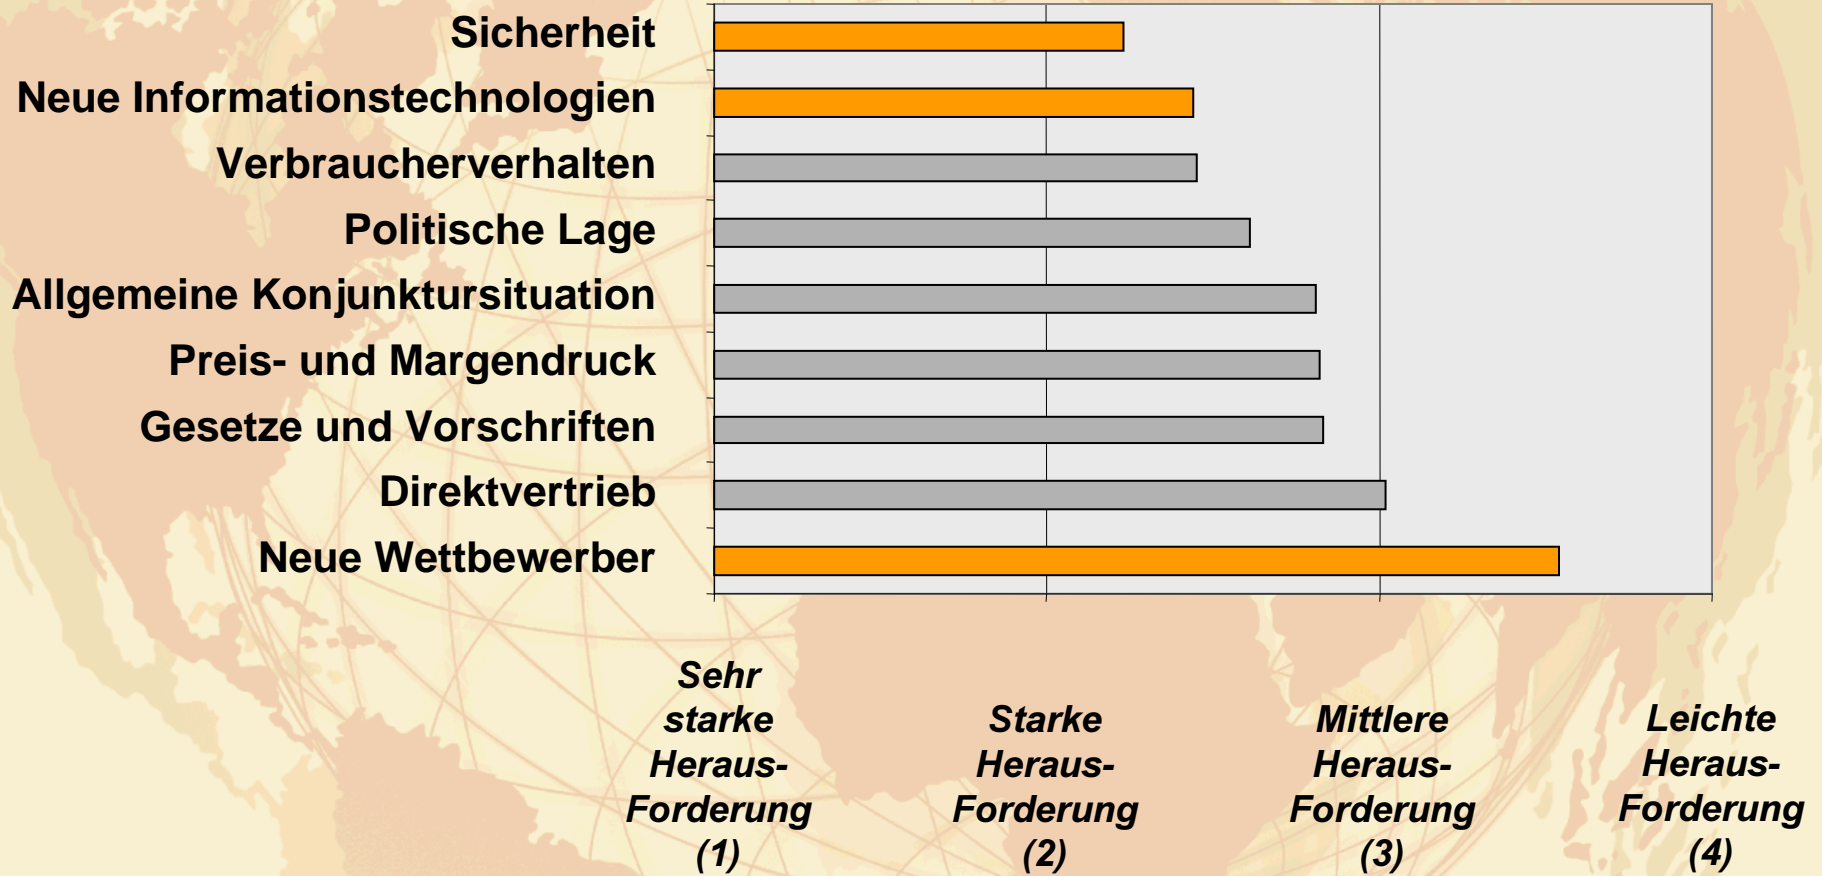 Sicherheit
Neue Informationstechnologien
Verbraucherverhalten
Politische Lage
Allgemeine Konjunktursituation
Preis- und Margendruck
Gesetze und Vorschriften
Direktvertrieb
Neue Wettbewerber
Sehr
starke
Heraus-
Forderung
(1)
Starke
Heraus-
Forderung
(2)
Mittlere
Heraus-
Forderung
(3)
Leichte
Heraus-
Forderung
(4)